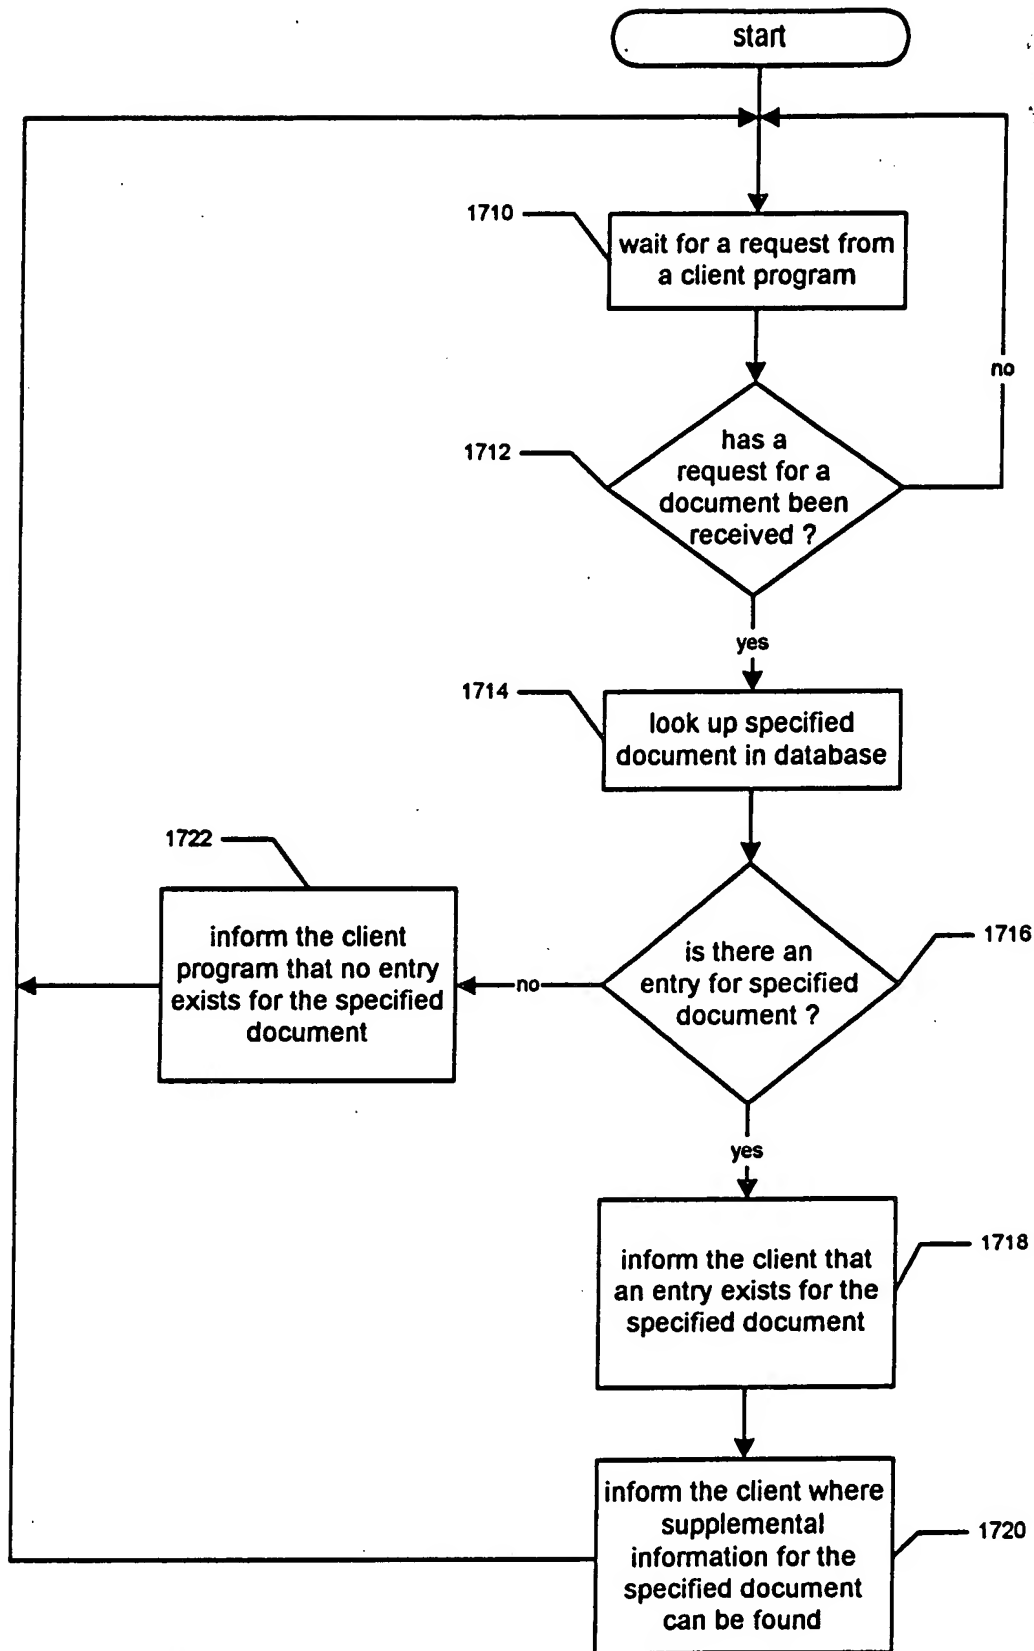 start
1710
wait for a request from
a client program
no
1712
has a
request for a
document been
received ?
yes
1714
look up specified
document in database
1722
inform the client
program that no entry
exists for the specified
document
no
is there an
entry for specified
document ?
1716
yes
inform the client that
an entry exists for the
specified document
1718
inform the client where
supplemental
information for the
specified document
can be found
1720